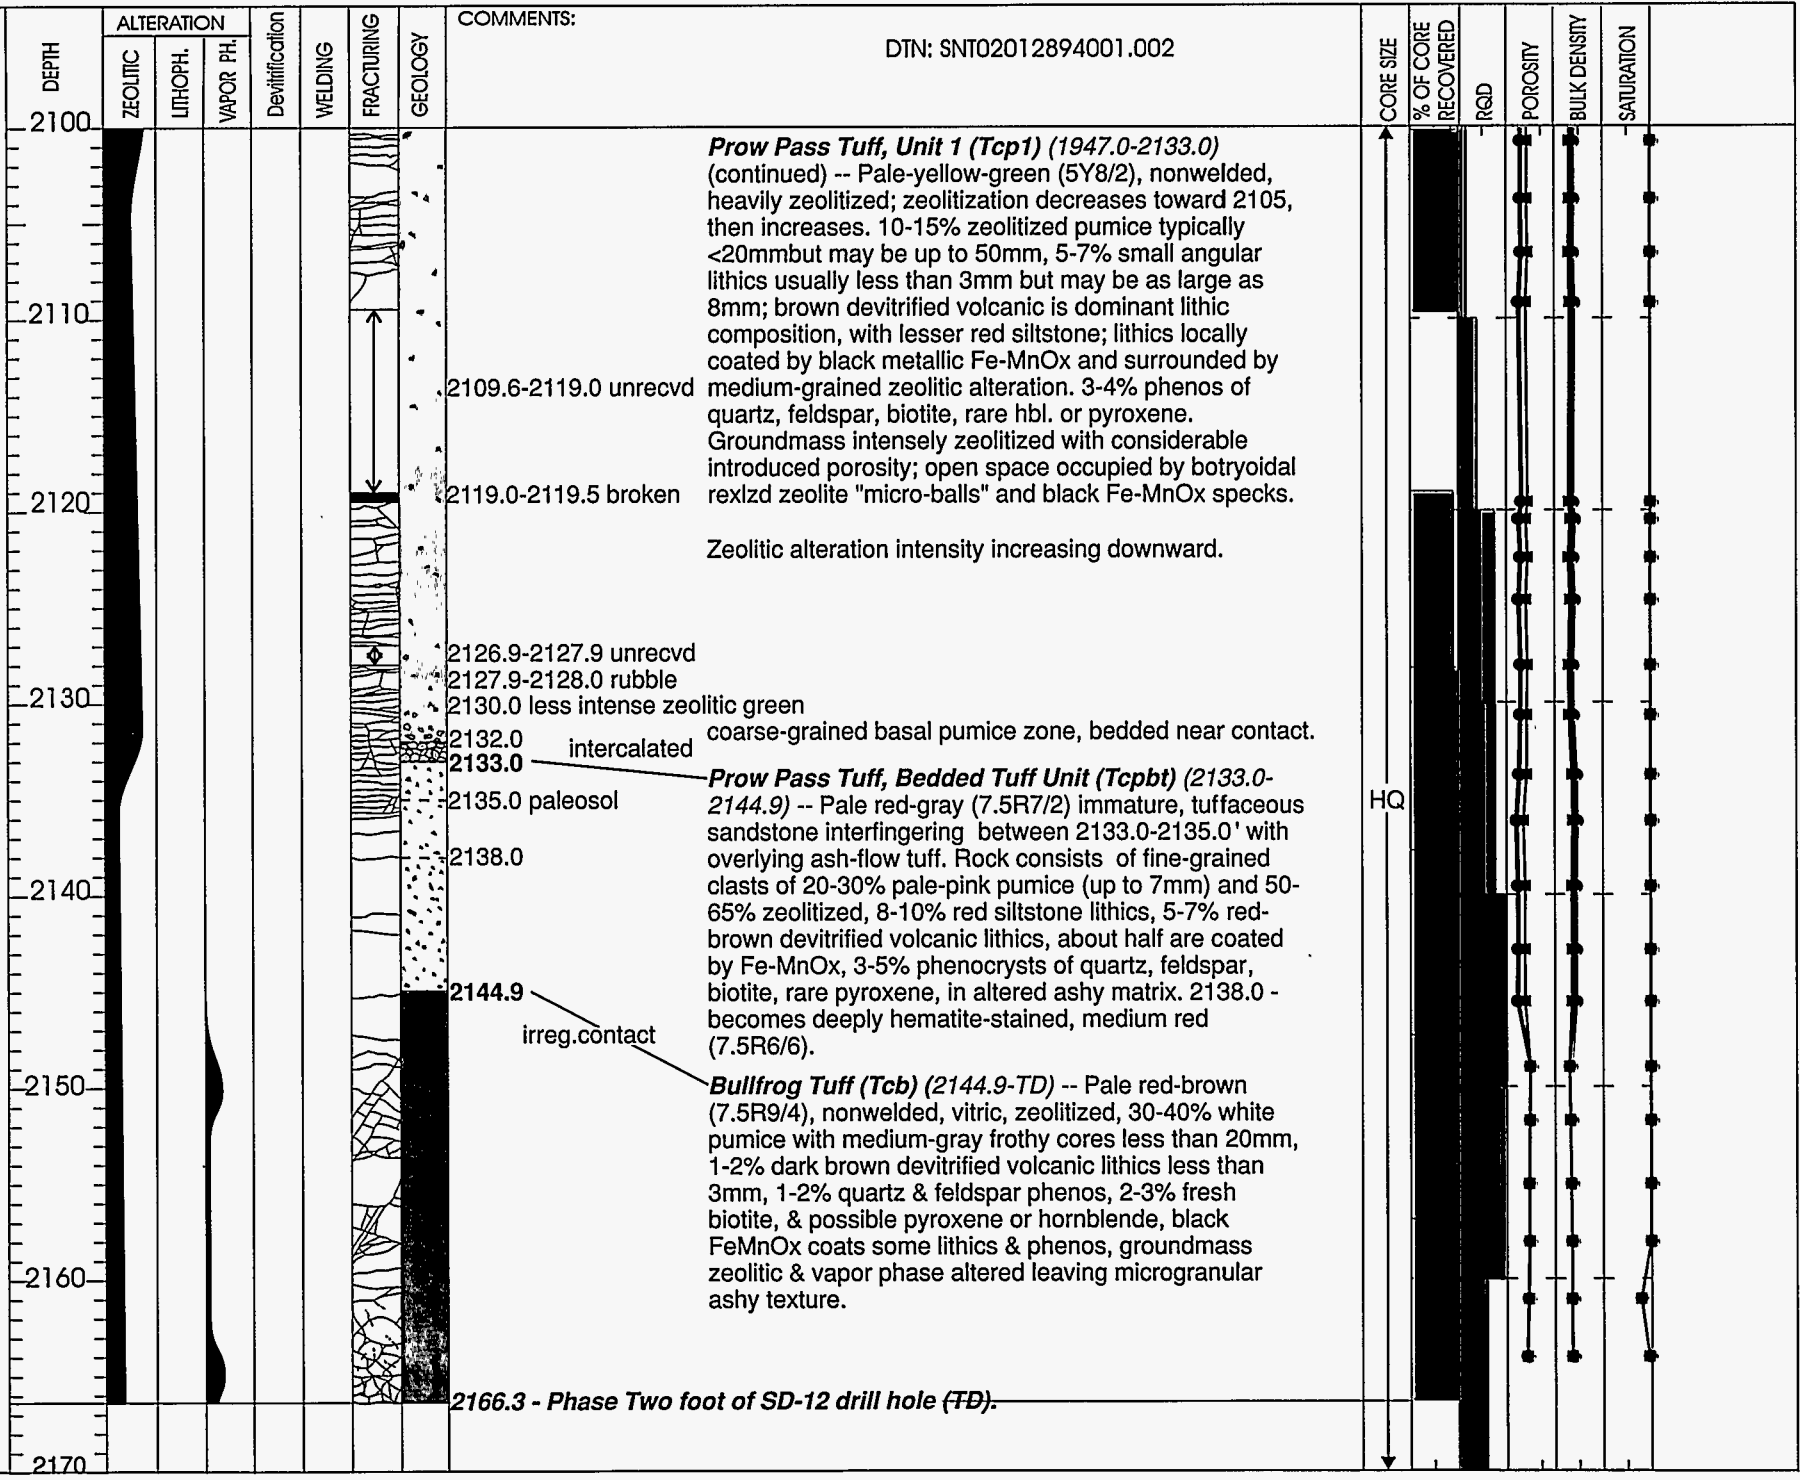 DEPTH
ALTERATION
ZEOLITIC
LITHOPH.
VAPOR PH.
Devitrification
WELDING
FRACTURING
GEOLOGY
COMMENTS:
DTN: SNT02012894001.002
CORE SIZE
% OF CORE
RECOVERED
RQD
POROSITY
BULK DENSITY
SATURATION
2100
2110
2120
2130
2140
2150
2160
2170
2109.6-2119.0 unrecvd
2119.0-2119.5 broken
2126.9-2127.9 unrecvd
2127.9-2128.0 rubble
2130.0 less intense zeolitic green
2132.0
intercalated
2133.0
2135.0 paleosol
2138.0
2144.9
irreg.contact
Prow Pass Tuff, Unit 1 (Tcp1) (1947.0-2133.0)
(continued) -- Pale-yellow-green (5Y8/2), nonwelded,
heavily zeolitized; zeolitization decreases toward 2105,
then increases. 10-15% zeolitized pumice typically
<20mmbut may be up to 50mm, 5-7% small angular
lithics usually less than 3mm but may be as large as
8mm; brown devitrified volcanic is dominant lithic
composition, with lesser red siltstone; lithics locally
coated by black metallic Fe-MnOx and surrounded by
medium-grained zeolitic alteration. 3-4% phenos of
quartz, feldspar, biotite, rare hbl. or pyroxene.
Groundmass intensely zeolitized with considerable
introduced porosity; open space occupied by botryoidal
rexlzd zeolite "micro-balls" and black Fe-MnOx specks.
Zeolitic alteration intensity increasing downward.
coarse-grained basal pumice zone, bedded near contact.
Prow Pass Tuff, Bedded Tuff Unit (Tcpbt) (2133.0-
2144.9) -- Pale red-gray (7.5R7/2) immature, tuffaceous
sandstone interfingering between 2133.0-2135.0' with
overlying ash-flow tuff. Rock consists of fine-grained
clasts of 20-30% pale-pink pumice (up to 7mm) and 50-
65% zeolitized, 8-10% red siltstone lithics, 5-7% red-
brown devitrified volcanic lithics, about half are coated
by Fe-MnOx, 3-5% phenocrysts of quartz, feldspar,
biotite, rare pyroxene, in altered ashy matrix. 2138.0 -
becomes deeply hematite-stained, medium red
(7.5R6/6).
Bullfrog Tuff (Tcb) (2144.9-TD) -- Pale red-brown
(7.5R9/4), nonwelded, vitric, zeolitized, 30-40% white
pumice with medium-gray frothy cores less than 20mm,
1-2% dark brown devitrified volcanic lithics less than
3mm, 1-2% quartz & feldspar phenos, 2-3% fresh
biotite, & possible pyroxene or hornblende, black
FeMnOx coats some lithics & phenos, groundmass
zeolitic & vapor phase altered leaving microgranular
ashy texture.
2166.3 - Phase Two foot of SD-12 drill hole (TD).
HQ